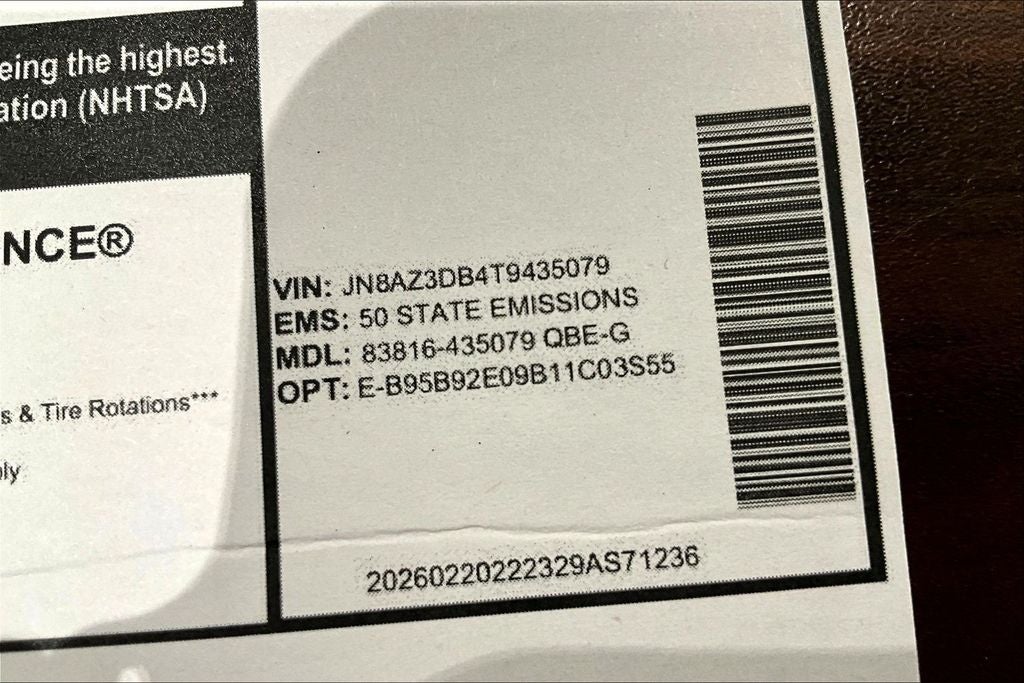 eing the highest.
ation (NHTSA)
NCE®
s & Tire Rotations***
ly
VIN: JN8AZ3DB4T9435079
EMS: 50 STATE EMISSIONS
MDL: 83816-435079 QBE-G
OPT: E-B95B92E09B11C03S55
20260220222329AS71236